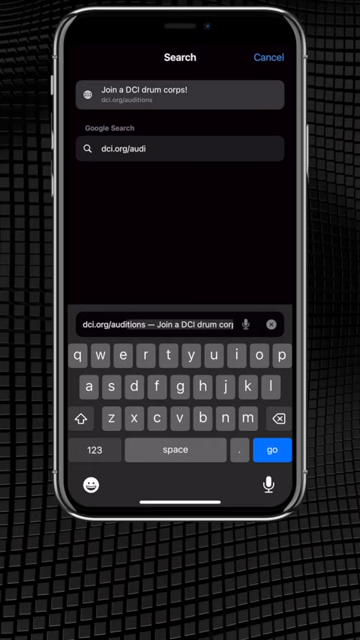 Search
Cancel
Join a DCI drum corps!
dci.org/auditions
Google Search
dci.org/audi
dci.org/auditions — Join a DCI drum corp
q w e r t y u i o p
a s d f g h j k l
z x c v b n m
123 space . go